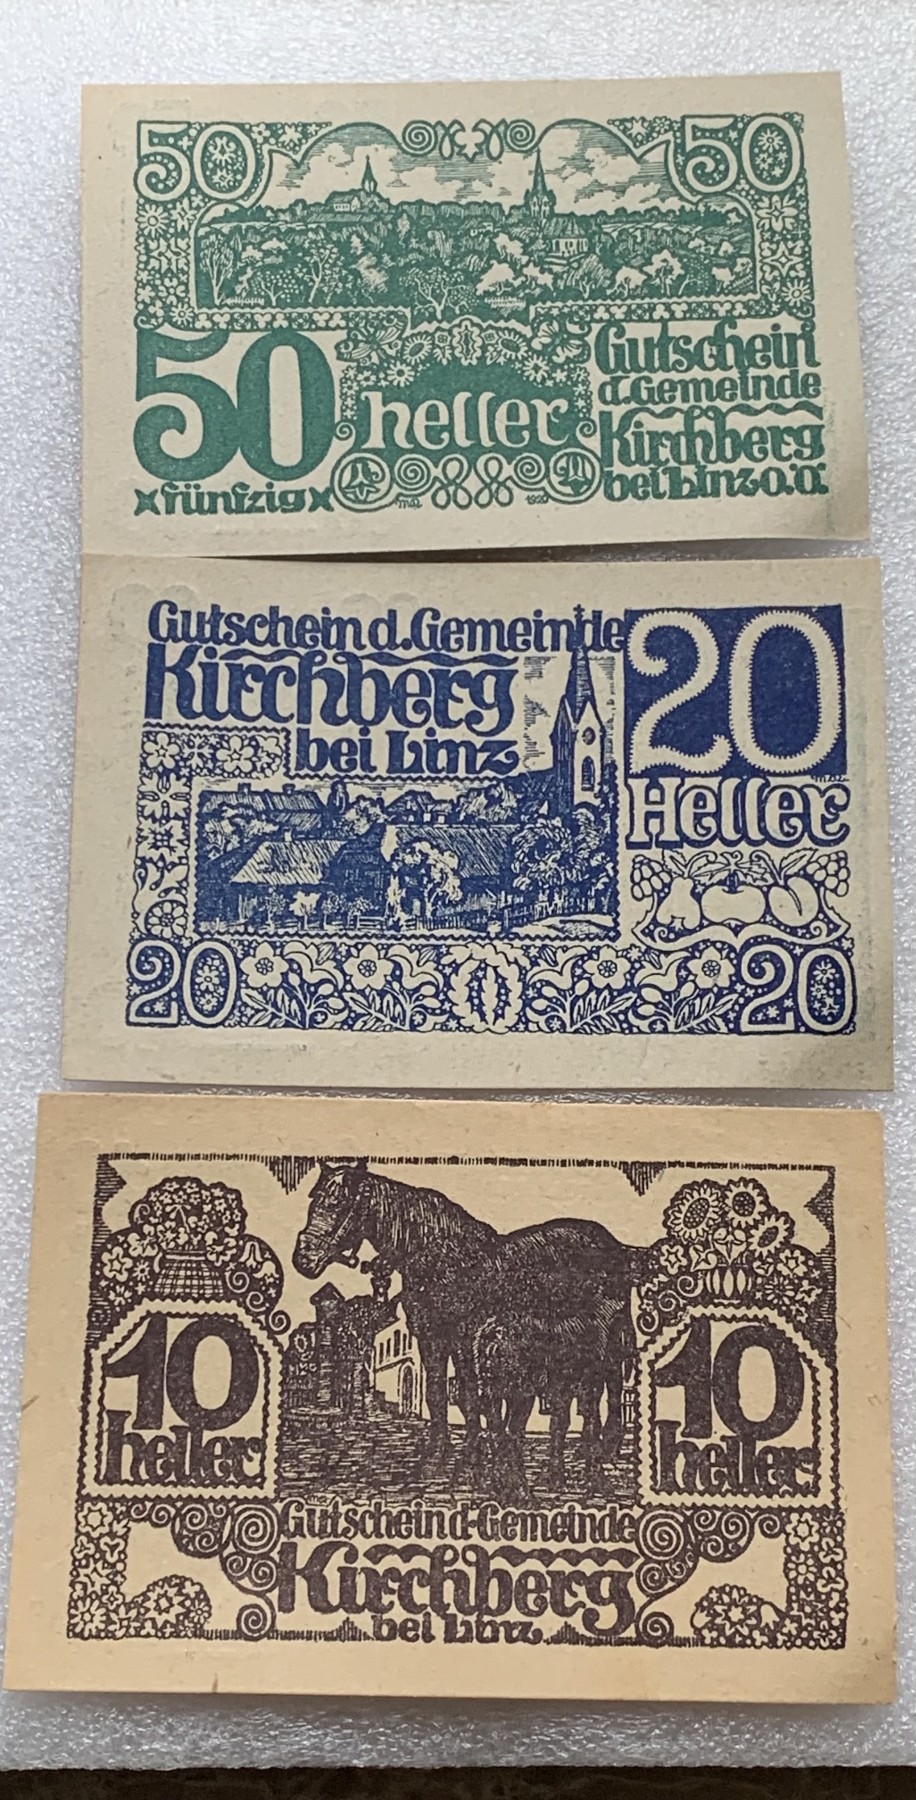 50 50
50
heller
xfünfzigx
Gutschein
d. Gemeinde
Kirchberg
bei Linz o.ö.
1920
Gutschein d. Gemeinde
Kirchberg
bei Linz
20
Heller
20 20
10
heller
10
heller
Gutschein d. Gemeinde
Kirchberg
bei Linz